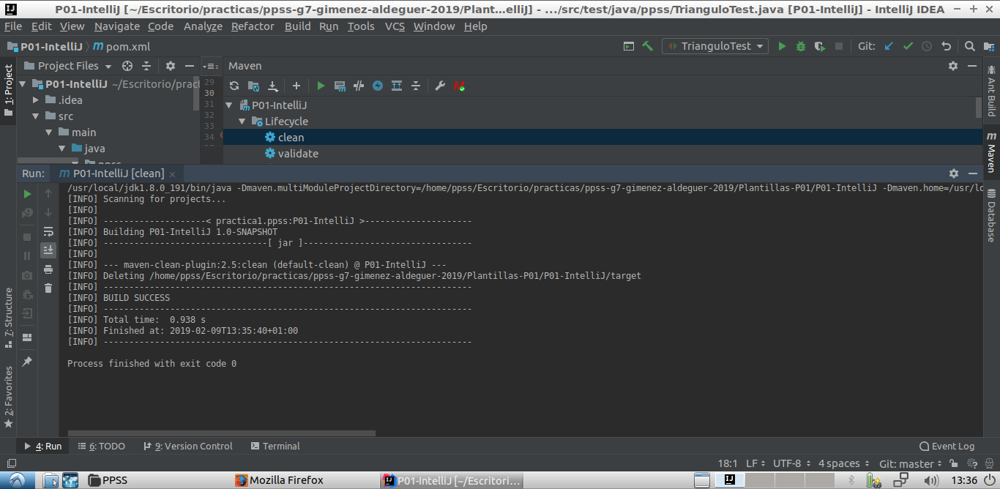 P01-IntelliJ [~/Escritorio/practicas/ppss-g7-gimenez-aldeguer-2019/Plant...elliJ] - .../src/test/java/ppss/TrianguloTest.java [P01-IntelliJ] - IntelliJ IDEA
File Edit View Navigate Code Analyze Refactor Build Run Tools VCS Window Help
P01-IntelliJ pom.xml TrianguloTest Git:
Project Files Maven
1: Project
P01-IntelliJ ~/Escritorio/pract
.idea
src
main
java
29
30
31
32
33
34
P01-IntelliJ
Lifecycle
clean
validate
Ant Build
Maven
Database
Run: P01-IntelliJ [clean]
/usr/local/jdk1.8.0_191/bin/java -Dmaven.multiModuleProjectDirectory=/home/ppss/Escritorio/practicas/ppss-g7-gimenez-aldeguer-2019/Plantillas-P01/P01-IntelliJ -Dmaven.home=/usr/lo
[INFO] Scanning for projects...
[INFO]
[INFO] --------------------< practica1.ppss:P01-IntelliJ >---------------------
[INFO] Building P01-IntelliJ 1.0-SNAPSHOT
[INFO] --------------------------------[ jar ]---------------------------------
[INFO]
[INFO] --- maven-clean-plugin:2.5:clean (default-clean) @ P01-IntelliJ ---
[INFO] Deleting /home/ppss/Escritorio/practicas/ppss-g7-gimenez-aldeguer-2019/Plantillas-P01/P01-IntelliJ/target
[INFO] ------------------------------------------------------------------------
[INFO] BUILD SUCCESS
[INFO] ------------------------------------------------------------------------
[INFO] Total time:  0.938 s
[INFO] Finished at: 2019-02-09T13:35:40+01:00
[INFO] ------------------------------------------------------------------------
Process finished with exit code 0
7: Structure
2: Favorites
4: Run 6: TODO 9: Version Control Terminal Event Log
18:1 LF UTF-8 4 spaces Git: master
PPSS Mozilla Firefox P01-IntelliJ [~/Escritori... 13:36